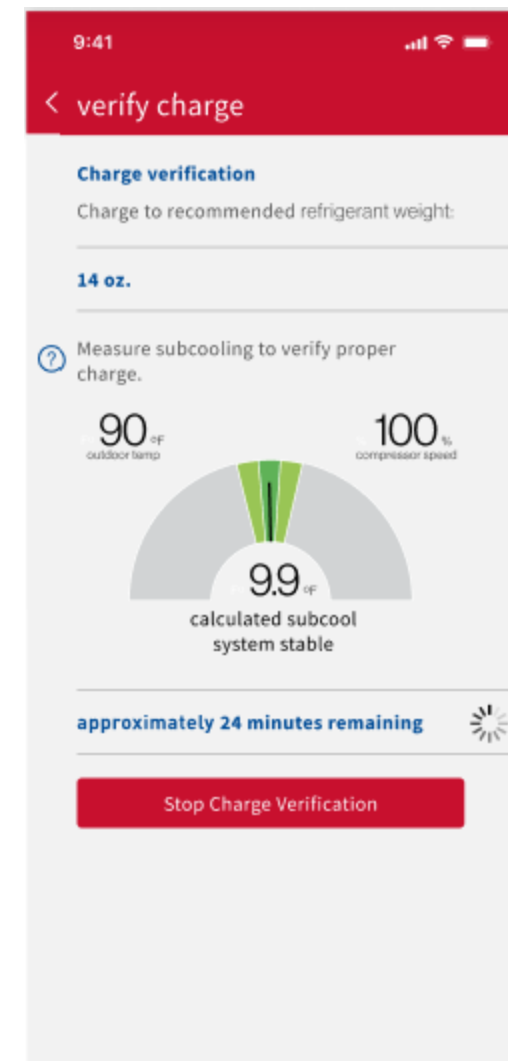 9:41
verify charge
Charge verification
Charge to recommended refrigerant weight:
14 oz.
Measure subcooling to verify proper
charge.
90 °F
outdoor temp
100 %
compressor speed
9.9 °F
calculated subcool
system stable
approximately 24 minutes remaining
Stop Charge Verification